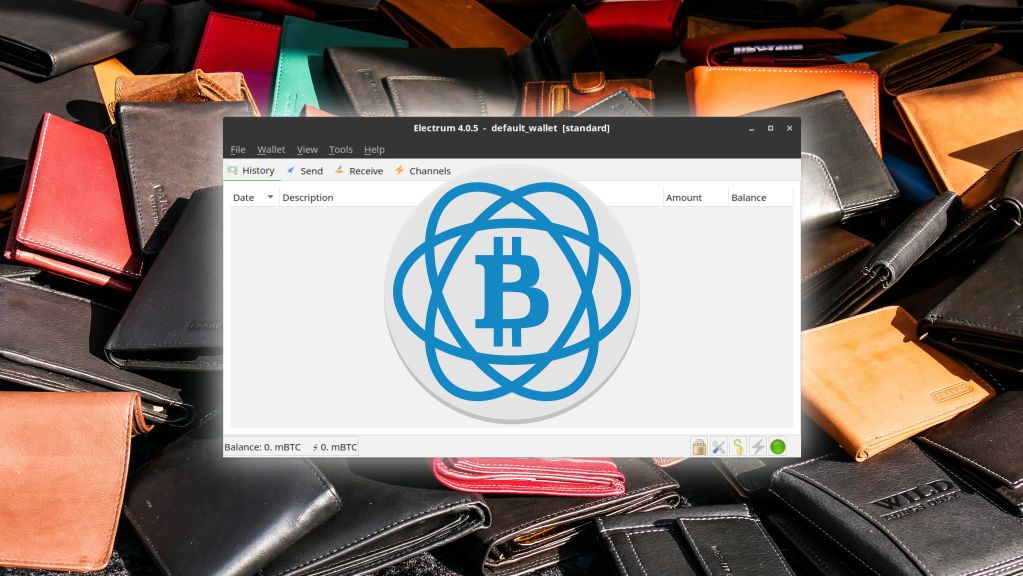 Electrum 4.0.5 - default_wallet [standard]
File Wallet View Tools Help
History Send Receive Channels
Date Description Amount Balance
Balance: 0. mBTC ⚡ 0. mBTC
WILD